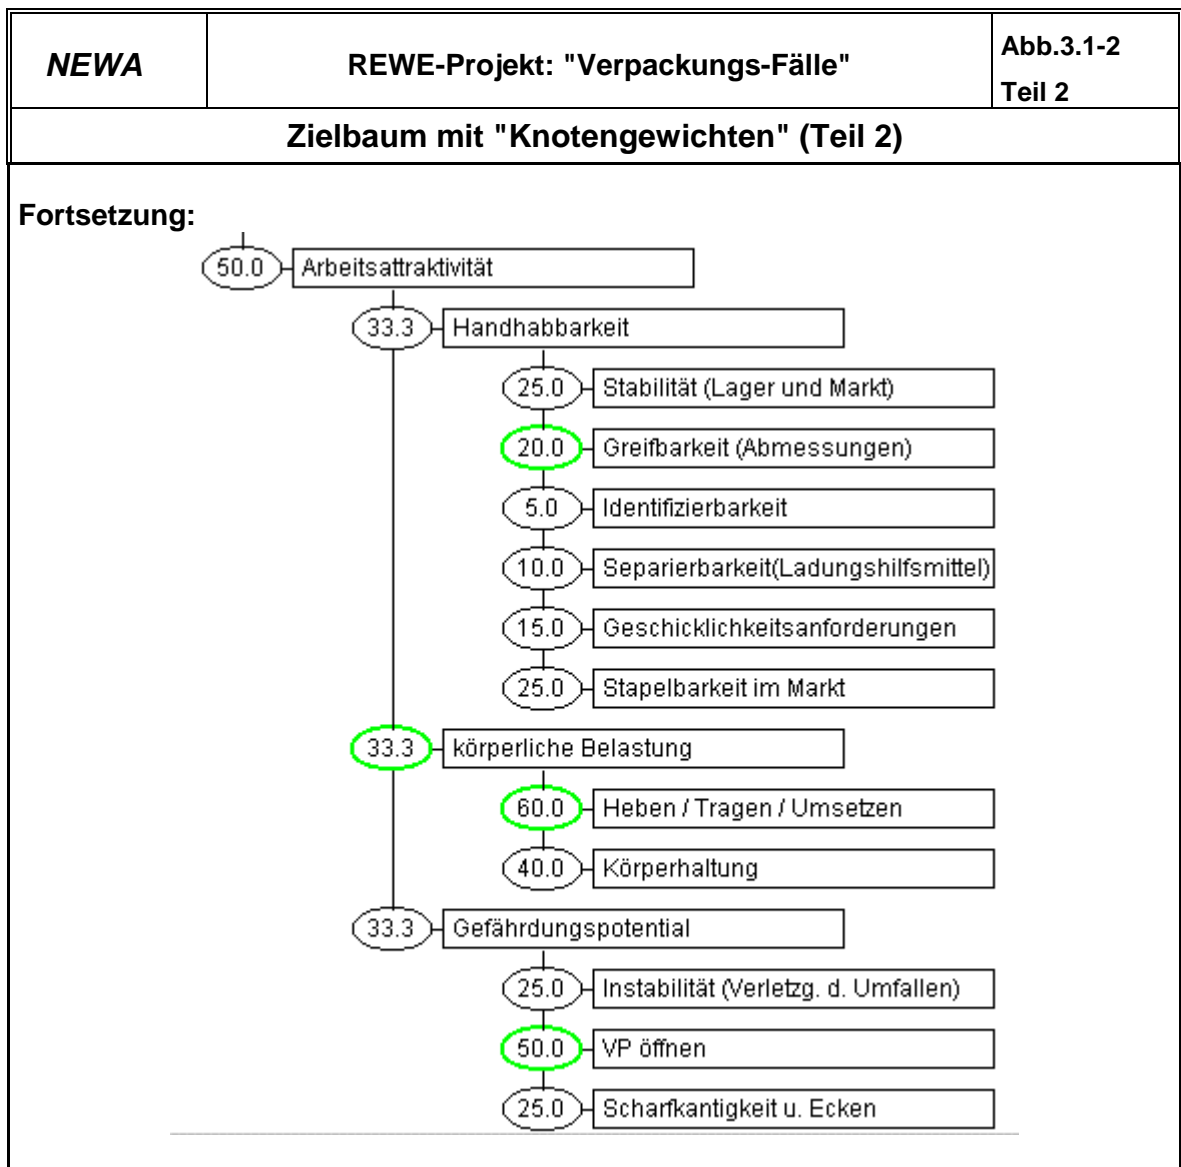 NEWA
REWE-Projekt: "Verpackungs-Fälle"
Abb.3.1-2
Teil 2
Zielbaum mit "Knotengewichten" (Teil 2)
Fortsetzung:
50.0 Arbeitsattraktivität
33.3 Handhabbarkeit
25.0 Stabilität (Lager und Markt)
20.0 Greifbarkeit (Abmessungen)
5.0 Identifizierbarkeit
10.0 Separierbarkeit(Ladungshilfsmittel)
15.0 Geschicklichkeitsanforderungen
25.0 Stapelbarkeit im Markt
33.3 körperliche Belastung
60.0 Heben / Tragen / Umsetzen
40.0 Körperhaltung
33.3 Gefährdungspotential
25.0 Instabilität (Verletzg. d. Umfallen)
50.0 VP öffnen
25.0 Scharfkantigkeit u. Ecken